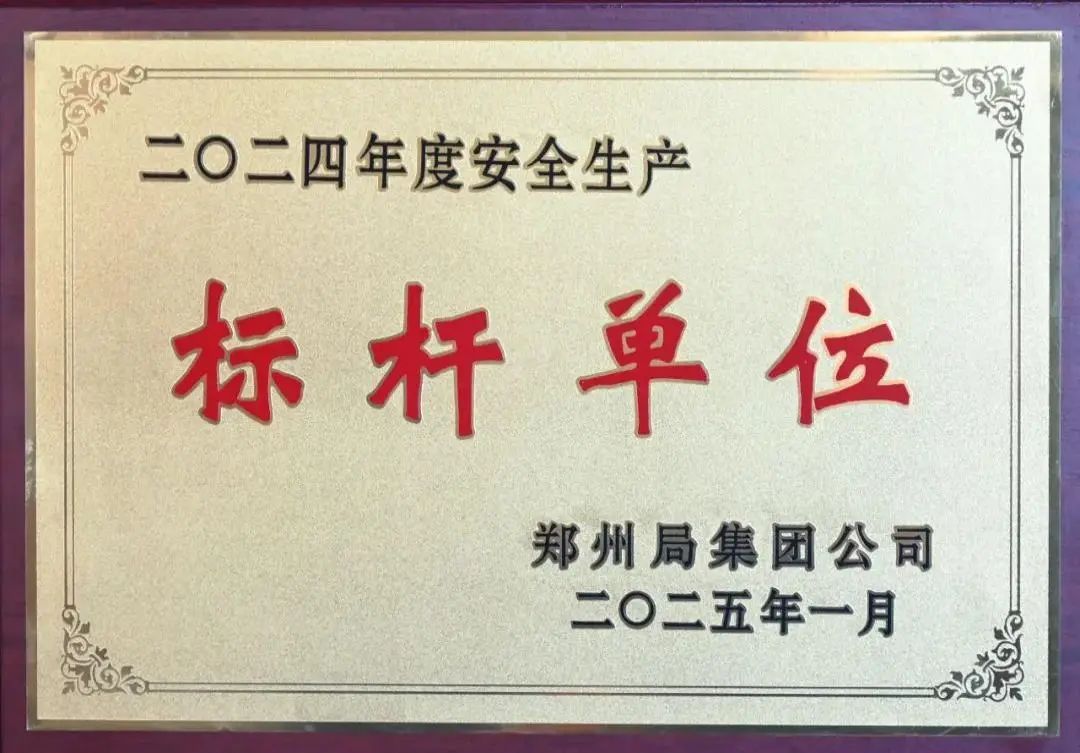 二〇二四年度安全生产
标杆单位
郑州局集团公司
二〇二五年一月